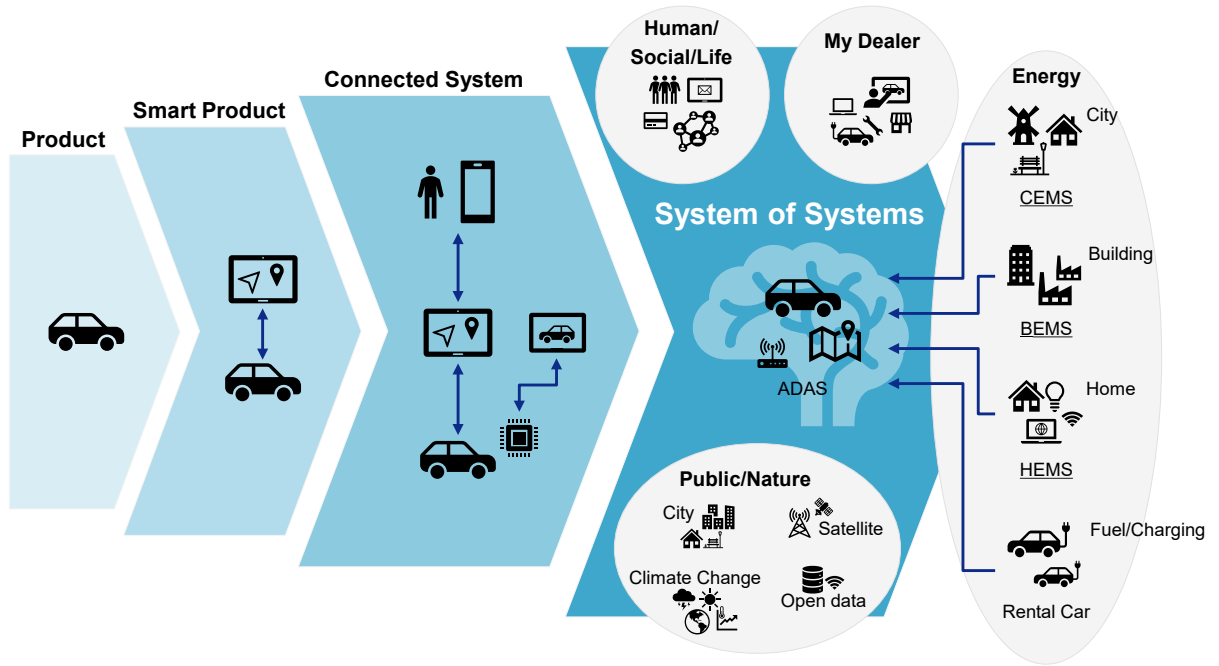 Product
Smart Product
Connected System
Human/
Social/Life
My Dealer
System of Systems
ADAS
Public/Nature
City
Satellite
Climate Change
Open data
Energy
City
CEMS
Building
BEMS
Home
HEMS
Fuel/Charging
Rental Car